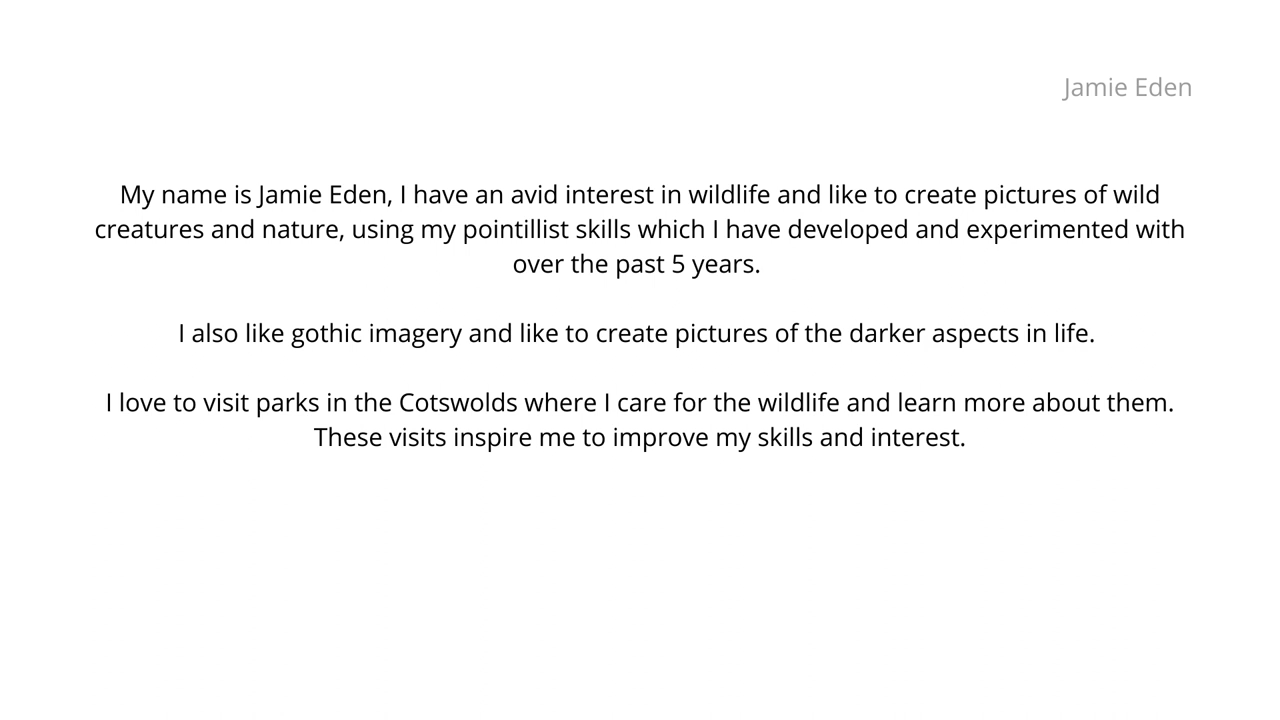 Jamie Eden
My name is Jamie Eden, I have an avid interest in wildlife and like to create pictures of wild
creatures and nature, using my pointillist skills which I have developed and experimented with
over the past 5 years.
I also like gothic imagery and like to create pictures of the darker aspects in life.
I love to visit parks in the Cotswolds where I care for the wildlife and learn more about them.
These visits inspire me to improve my skills and interest.